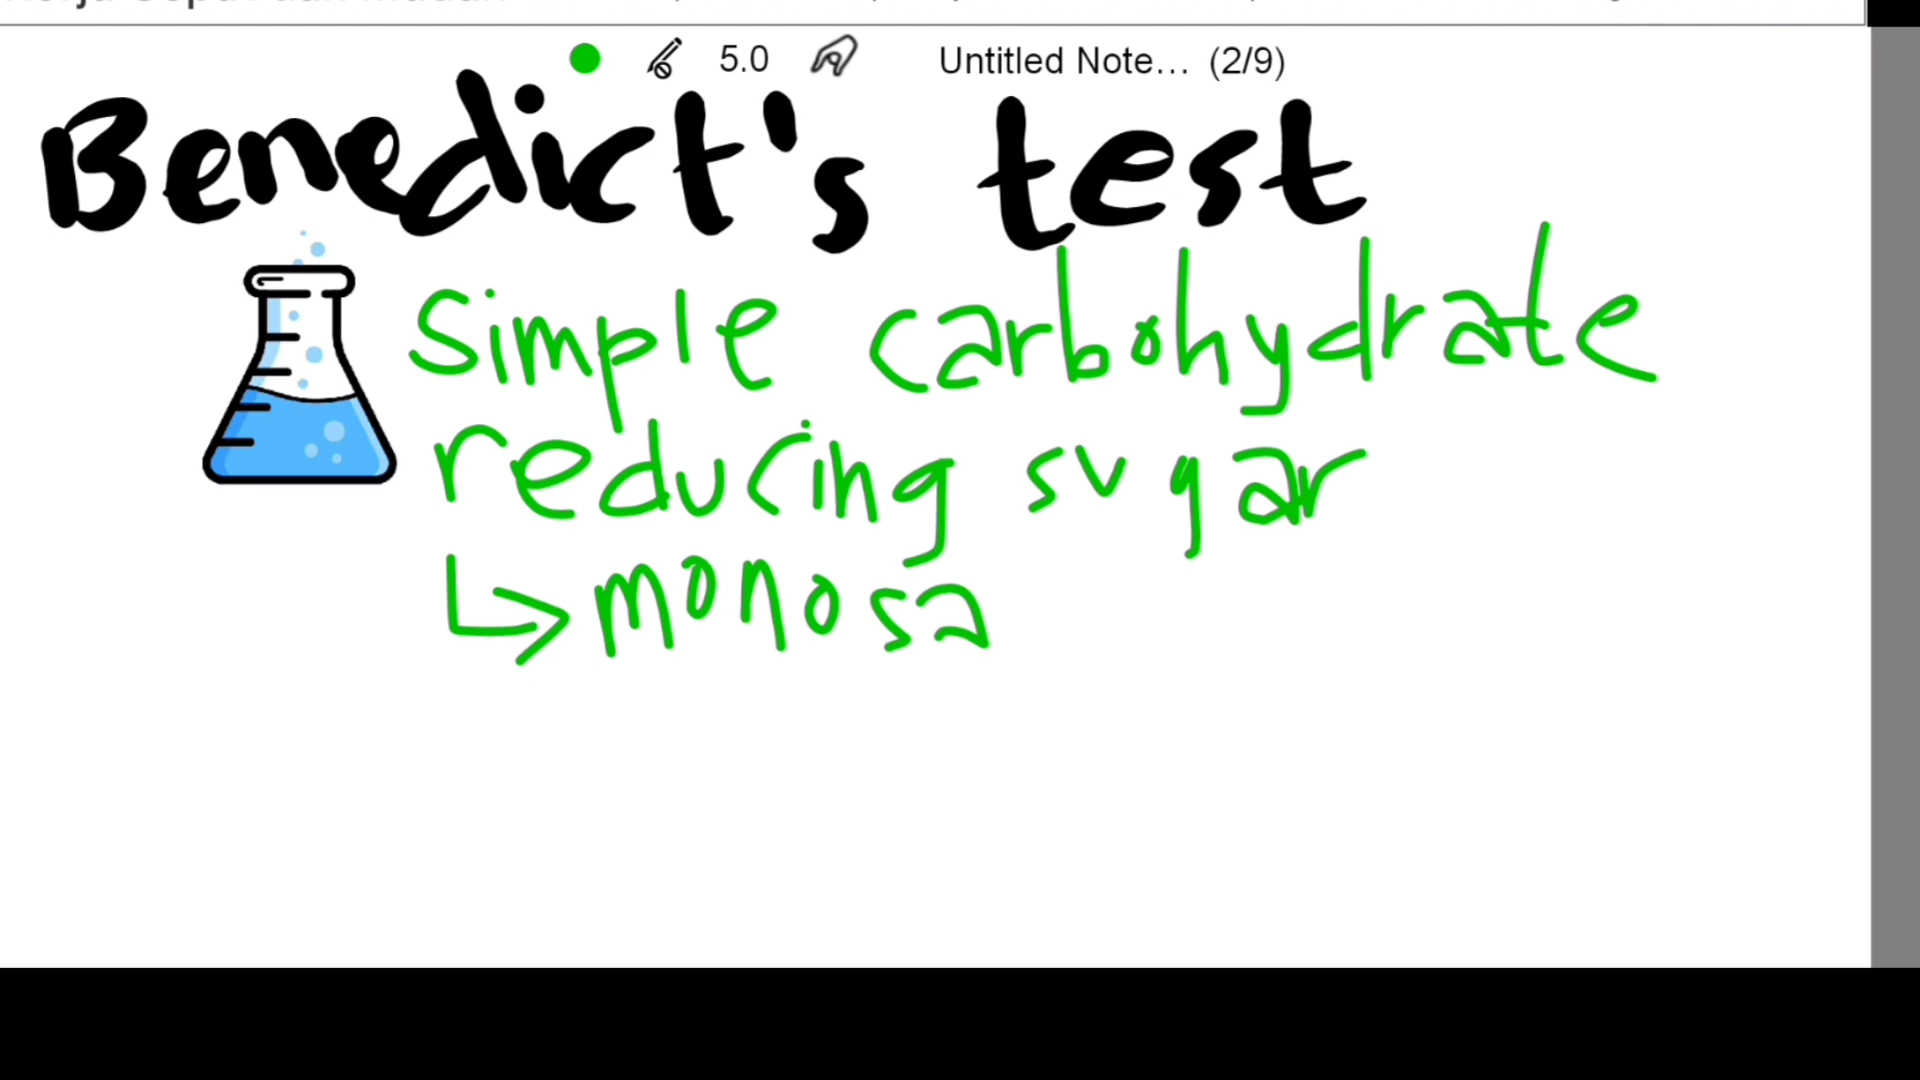 5.0 Untitled Note... (2/9)
Benedict's test
Simple carbohydrate
reducing sugar
monosa